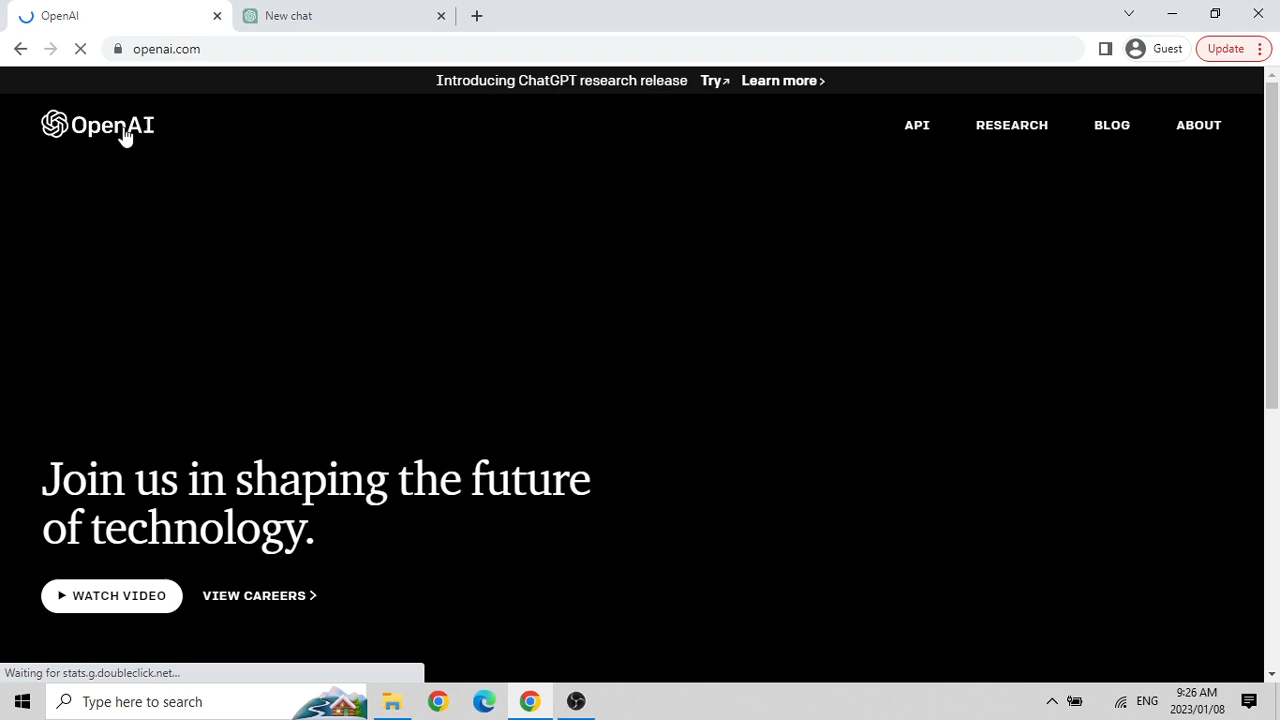 OpenAI
New chat
openai.com
Guest
Update
Introducing ChatGPT research release Try↗ Learn more >
OpenAI
API
RESEARCH
BLOG
ABOUT
Join us in shaping the future
of technology.
WATCH VIDEO
VIEW CAREERS >
Waiting for stats.g.doubleclick.net...
Type here to search
ENG
9:26 AM
2023/01/08